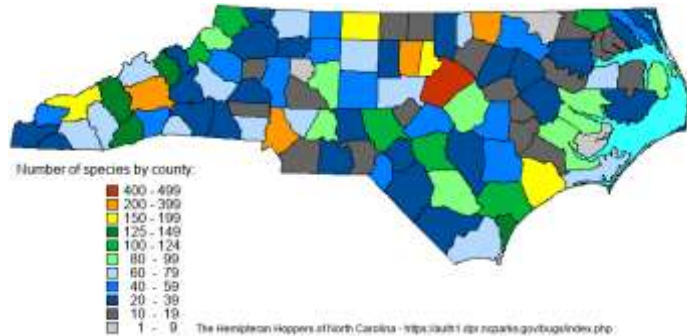 Number of species by county:
400 - 499
200 - 399
150 - 199
125 - 149
100 - 124
80 - 99
60 - 79
40 - 59
20 - 39
10 - 19
1 - 9
The Hemipteran Hoppers of North Carolina - https://auth1.dpr.ncparks.gov/bugs/index.php